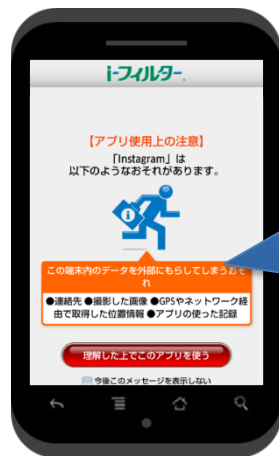 i-フィルター®
【アプリ使用上の注意】
「Instagram」は
以下のようなおそれがあります。
この端末内のデータを外部にもらしてしまうおそ
れ
●連絡先 ●撮影した画像 ●GPSやネットワーク経
由で取得した位置情報 ●アプリの使った記録
理解した上でこのアプリを使う
今後このメッセージを表示しない